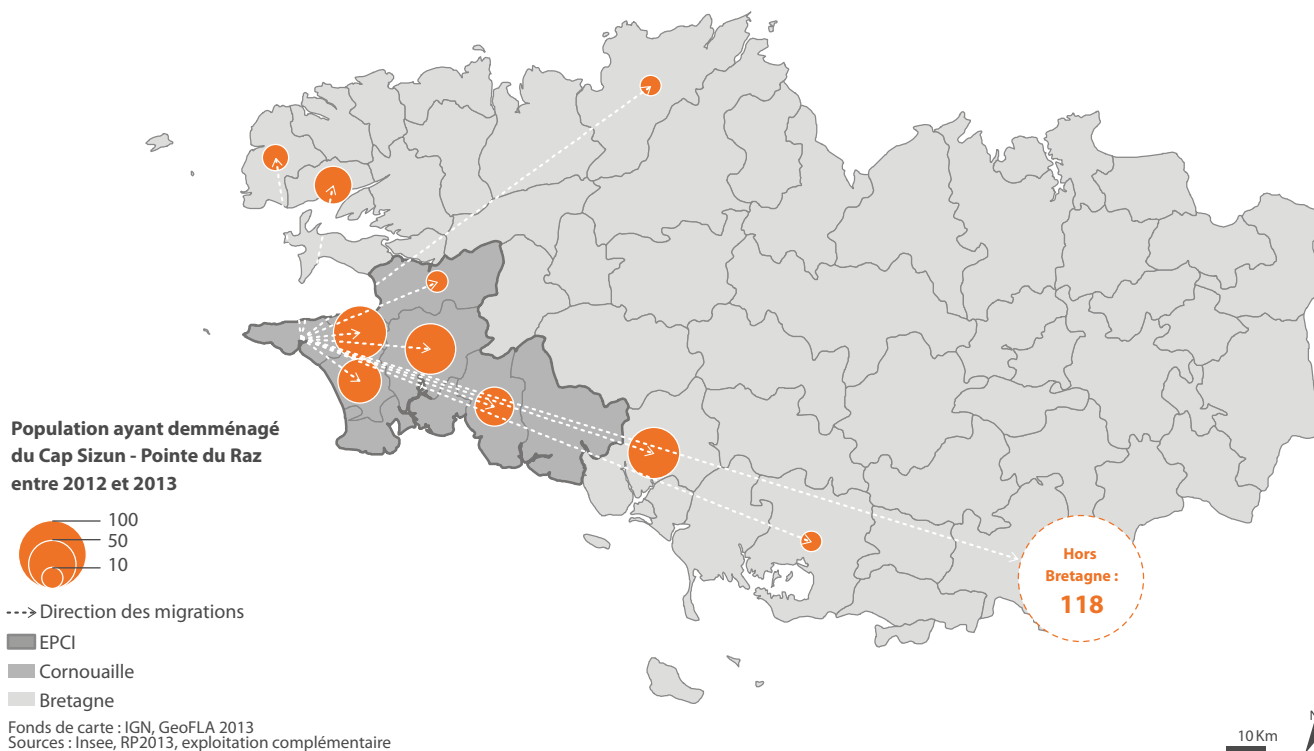 Population ayant demménagé
du Cap Sizun - Pointe du Raz
entre 2012 et 2013
100
50
10
Direction des migrations
EPCI
Cornouaille
Bretagne
Fonds de carte : IGN, GeoFLA 2013
Sources : Insee, RP2013, exploitation complémentaire
Hors
Bretagne :
118
10 Km
N